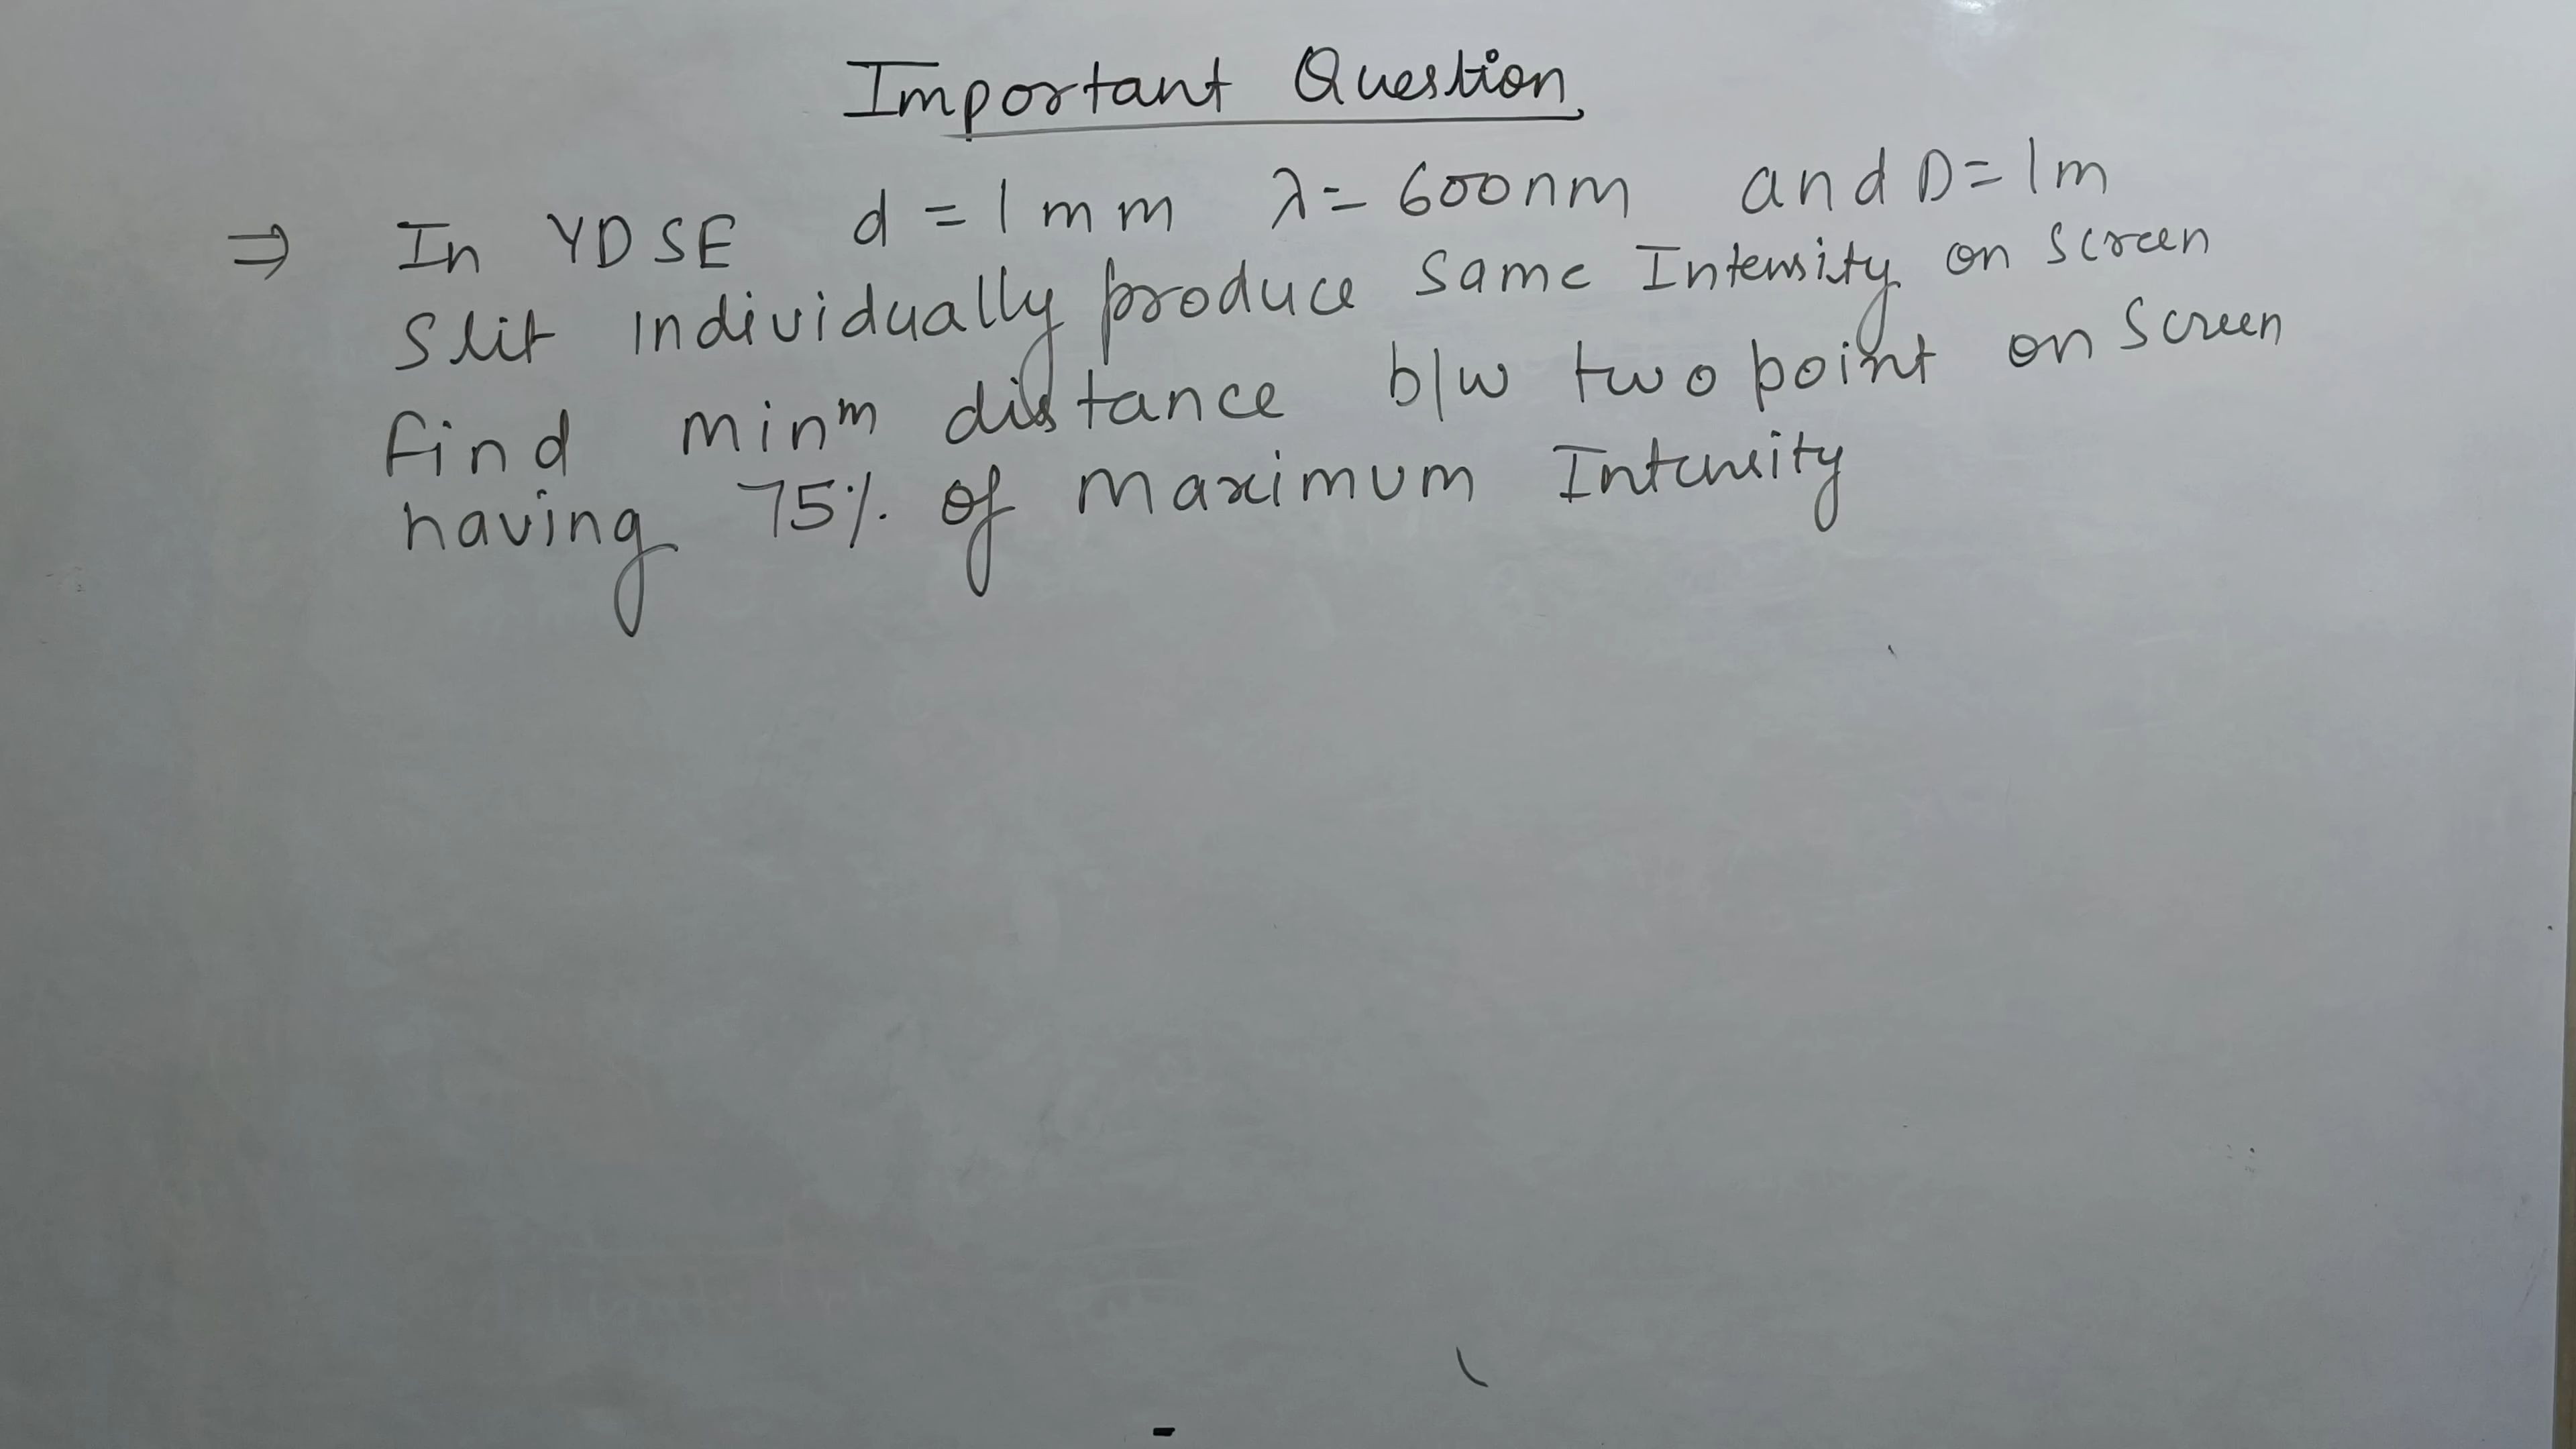 Important Question
⇒ In YDSE d = 1 mm λ = 600nm and D = 1m
Slit individually produce same Intensity on screen
find minᵐ distance b/w two point on screen
having 75% of maximum Intensity